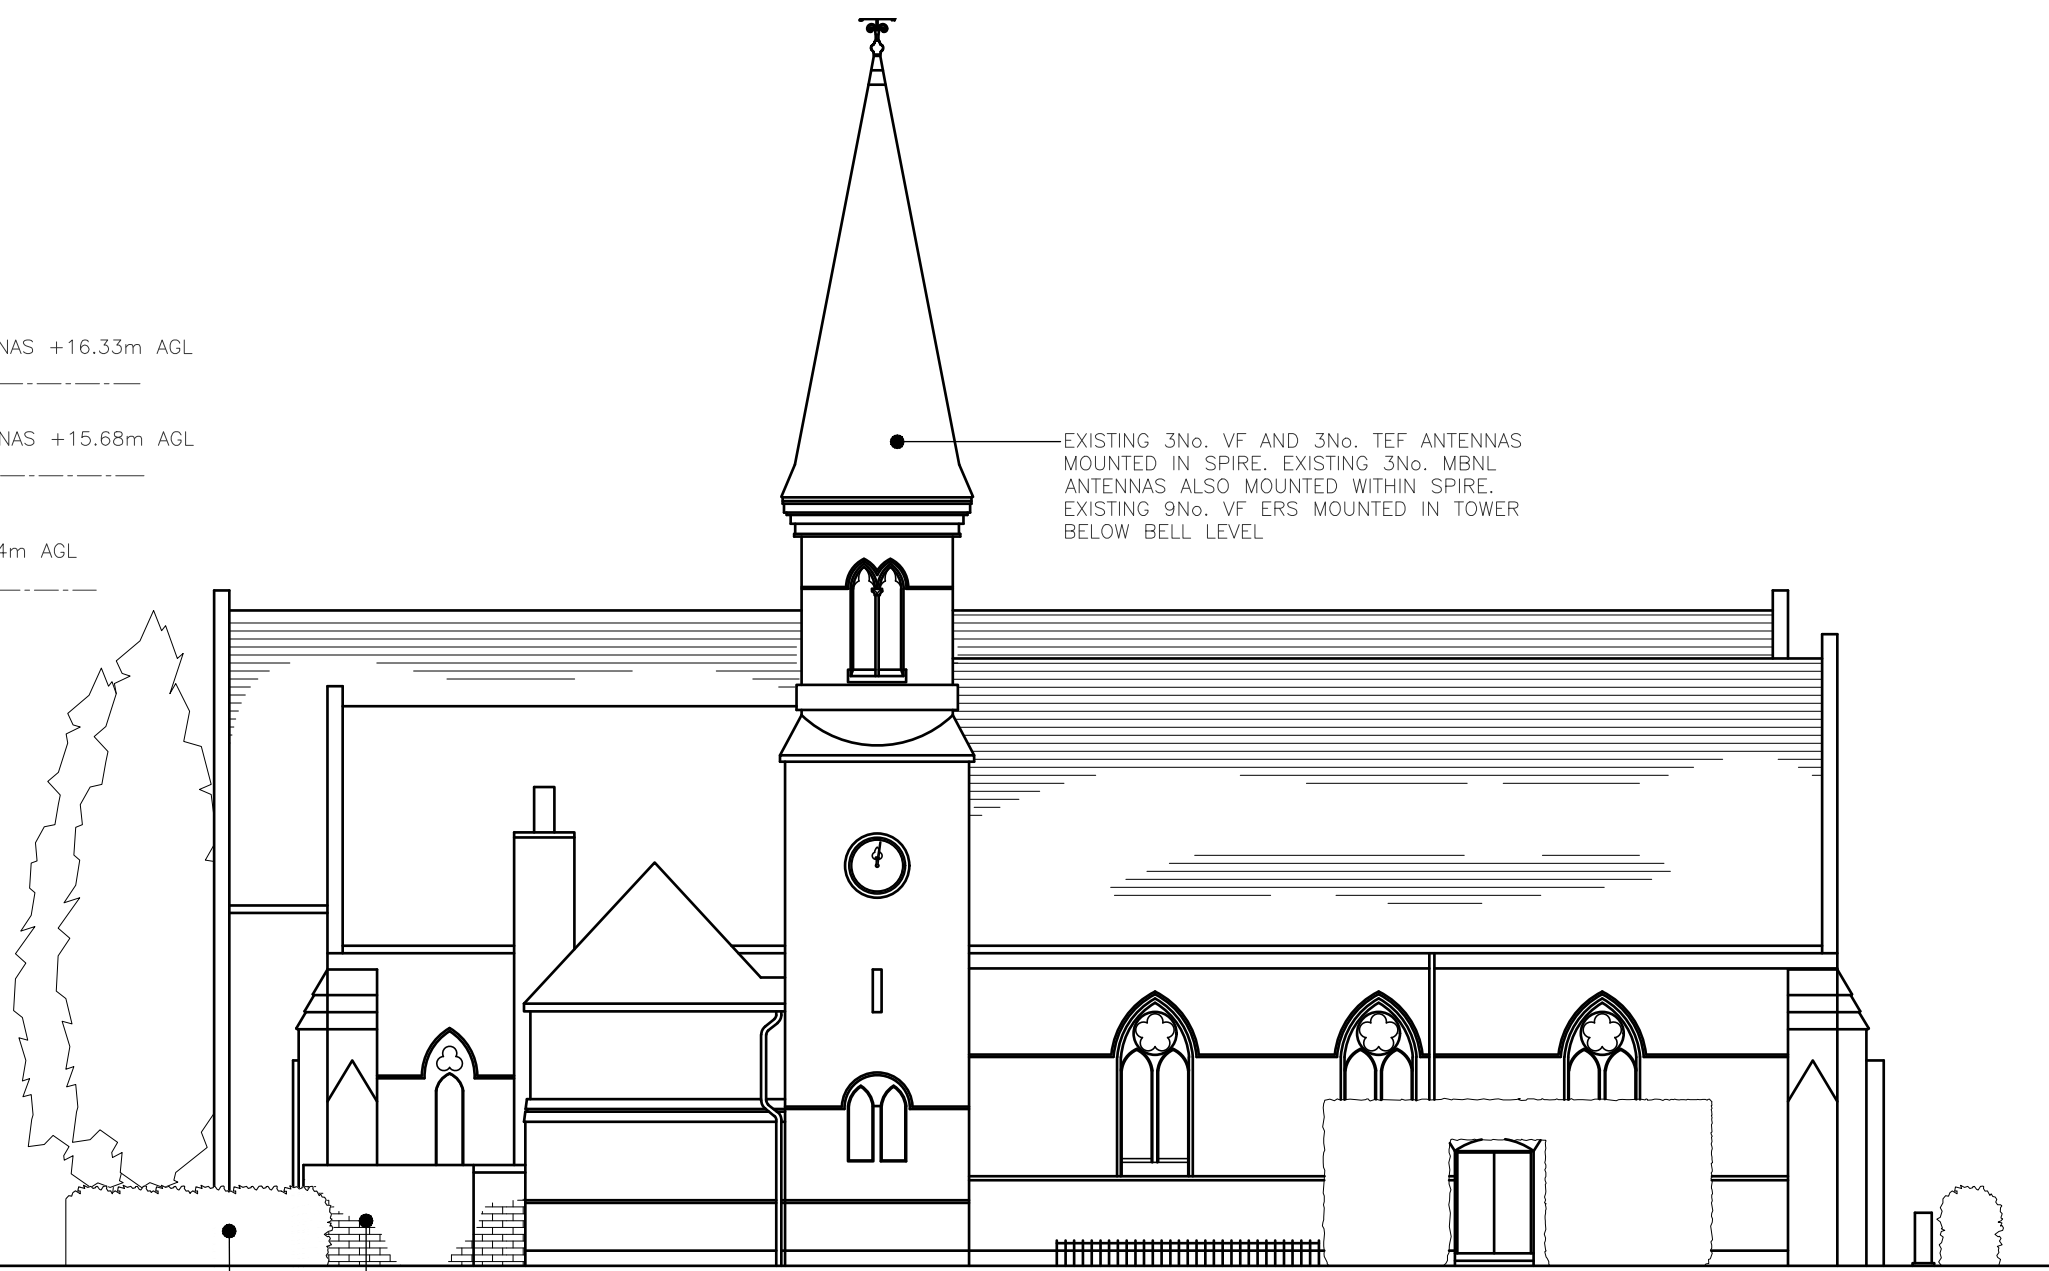 NAS +16.33m AGL
NAS +15.68m AGL
4m AGL
EXISTING 3No. VF AND 3No. TEF ANTENNAS
MOUNTED IN SPIRE. EXISTING 3No. MBNL
ANTENNAS ALSO MOUNTED WITHIN SPIRE.
EXISTING 9No. VF ERS MOUNTED IN TOWER
BELOW BELL LEVEL